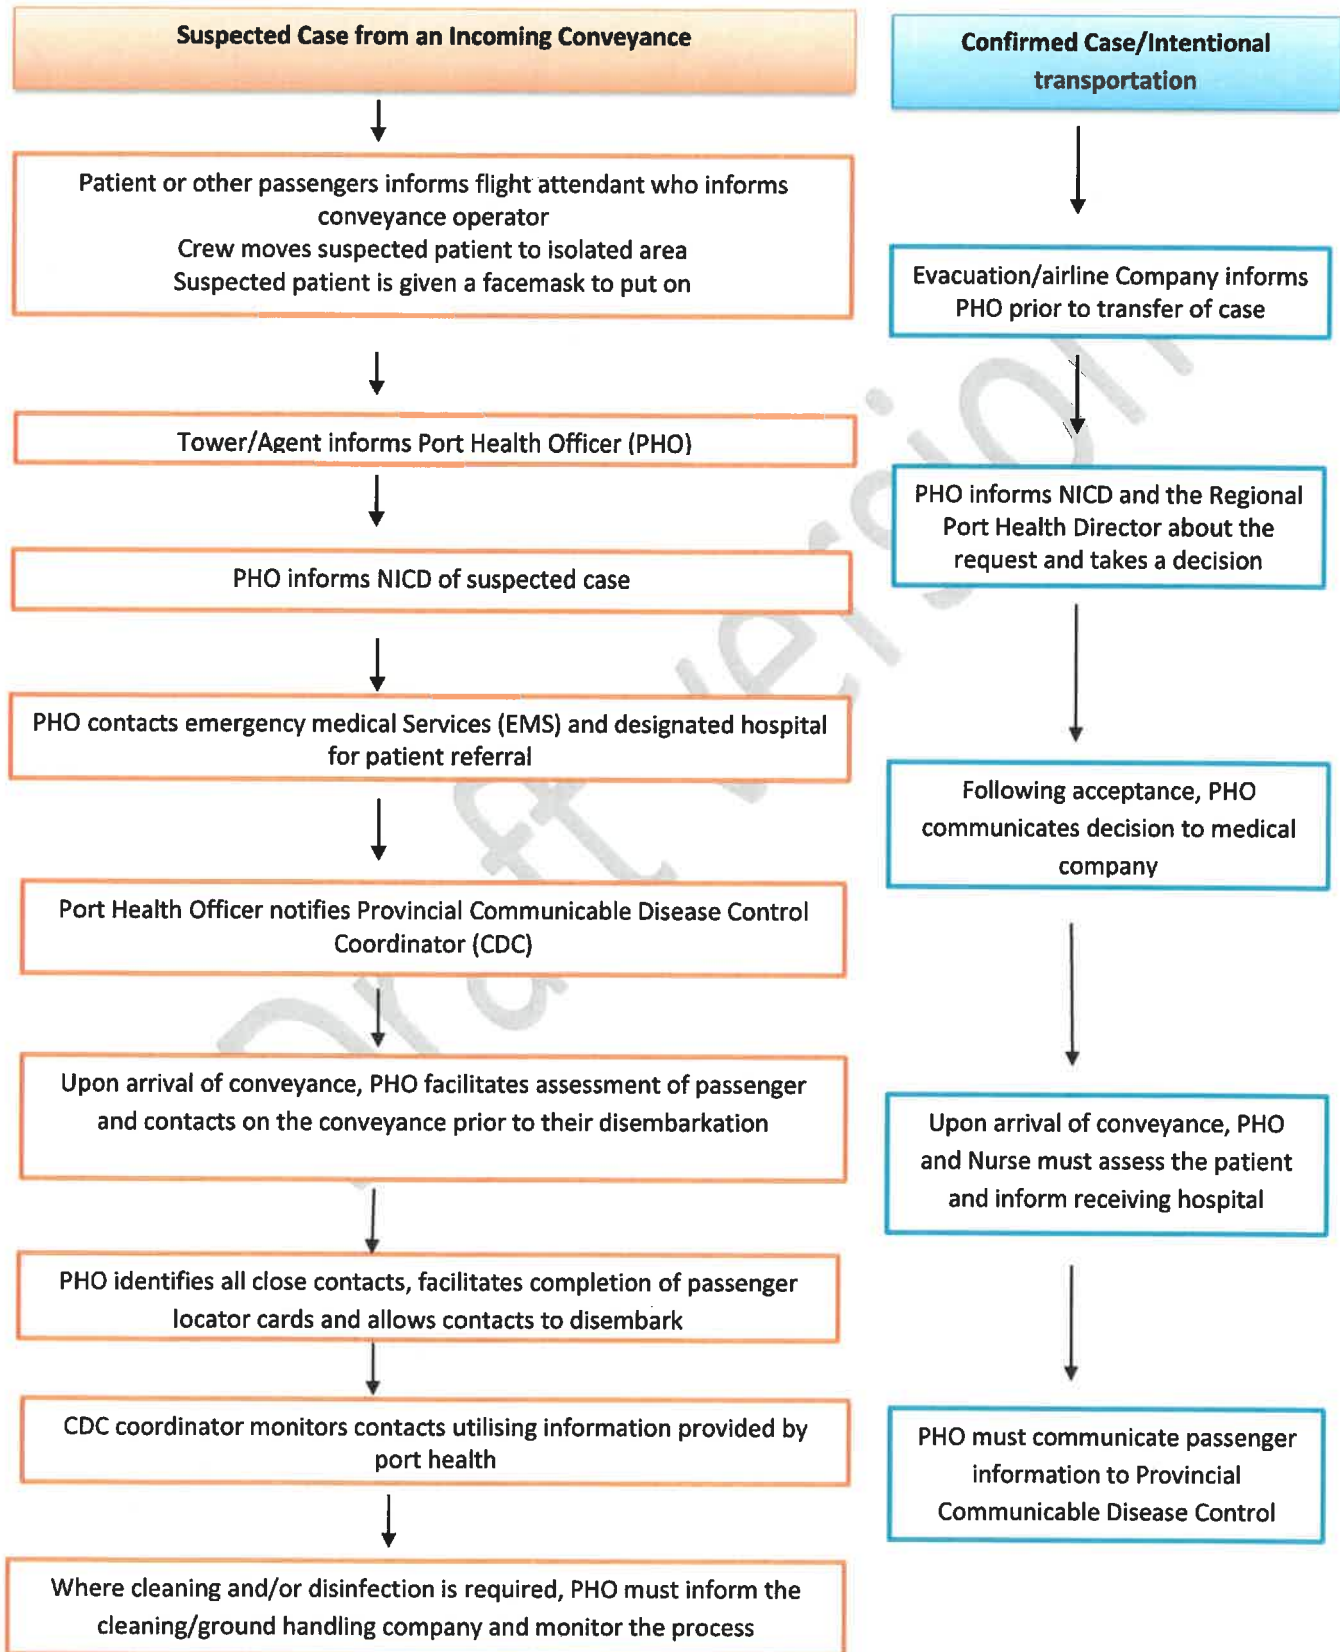 Suspected Case from an Incoming Conveyance
Patient or other passengers informs flight attendant who informs
conveyance operator
Crew moves suspected patient to isolated area
Suspected patient is given a facemask to put on
Tower/Agent informs Port Health Officer (PHO)
PHO informs NICD of suspected case
PHO contacts emergency medical Services (EMS) and designated hospital
for patient referral
Port Health Officer notifies Provincial Communicable Disease Control
Coordinator (CDC)
Upon arrival of conveyance, PHO facilitates assessment of passenger
and contacts on the conveyance prior to their disembarkation
PHO identifies all close contacts, facilitates completion of passenger
locator cards and allows contacts to disembark
CDC coordinator monitors contacts utilising information provided by
port health
Where cleaning and/or disinfection is required, PHO must inform the
cleaning/ground handling company and monitor the process
Confirmed Case/Intentional
transportation
Evacuation/airline Company informs
PHO prior to transfer of case
PHO informs NICD and the Regional
Port Health Director about the
request and takes a decision
Following acceptance, PHO
communicates decision to medical
company
Upon arrival of conveyance, PHO
and Nurse must assess the patient
and inform receiving hospital
PHO must communicate passenger
information to Provincial
Communicable Disease Control
Draft version